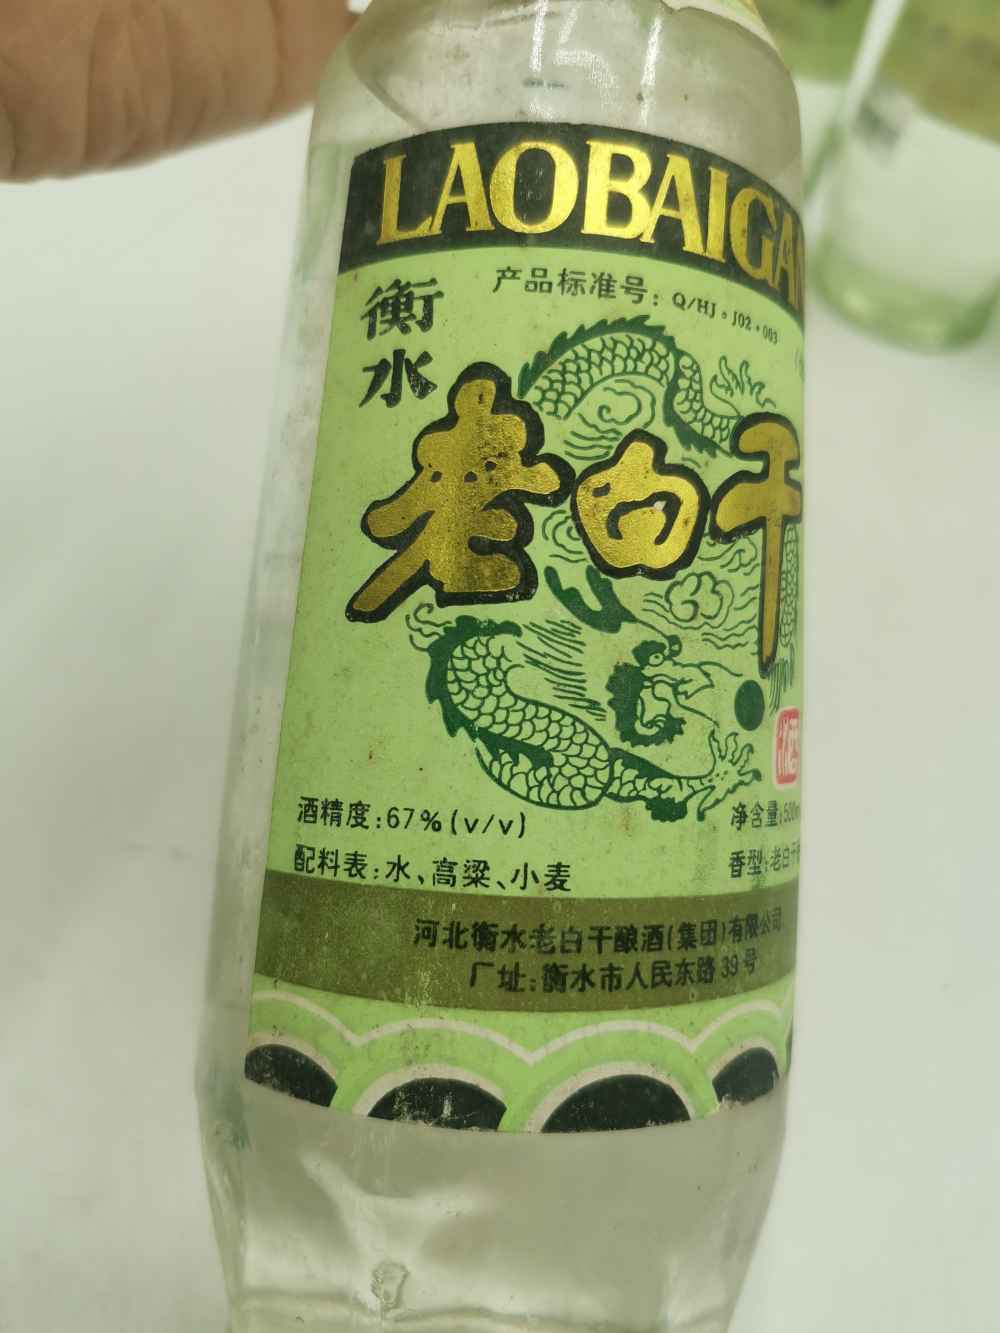 LAOBAIGAN
产品标准号：Q/HJ。J02·003
衡水
老白干
酒精度:67%(v/v)
净含量:500m
配料表:水、高粱、小麦
香型:老白干
河北衡水老白干酿酒(集团)有限公司
厂址:衡水市人民东路39号